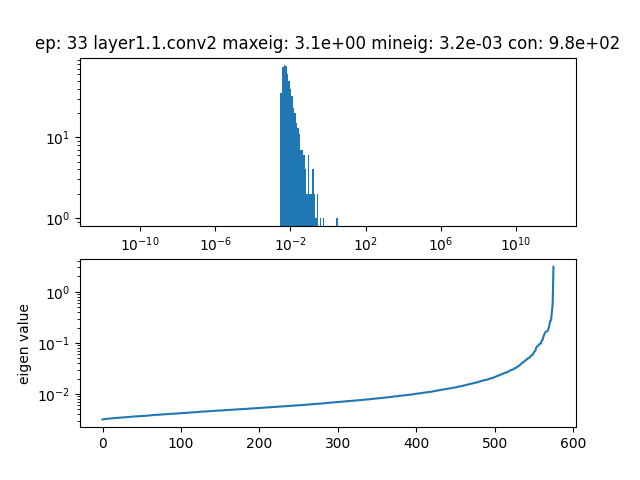 ep: 33 layer1.1.conv2 maxeig: 3.1e+00 mineig: 3.2e-03 con: 9.8e+02
10¹
10⁰
10⁻¹⁰ 10⁻⁶ 10⁻² 10² 10⁶ 10¹⁰
eigen value
10⁰
10⁻¹
10⁻²
0 100 200 300 400 500 600